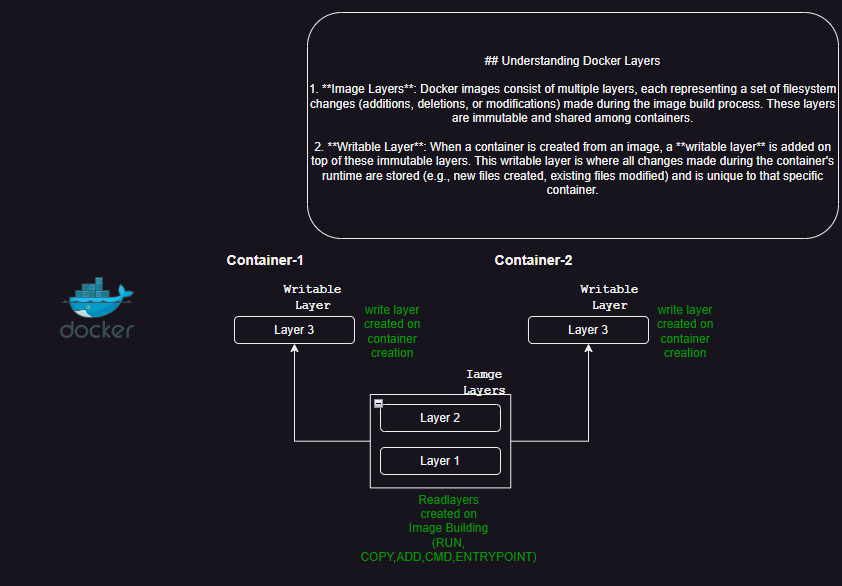 ## Understanding Docker Layers
1. **Image Layers**: Docker images consist of multiple layers, each representing a set of filesystem
changes (additions, deletions, or modifications) made during the image build process. These layers
are immutable and shared among containers.
2. **Writable Layer**: When a container is created from an image, a **writable layer** is added on
top of these immutable layers. This writable layer is where all changes made during the container's
runtime are stored (e.g., new files created, existing files modified) and is unique to that specific
container.
Container-1
Container-2
Writable
Layer
Layer 3
write layer
created on
container
creation
Writable
Layer
Layer 3
write layer
created on
container
creation
docker
Iamge
Layers
Layer 2
Layer 1
Readlayers
created on
Image Building
(RUN,
COPY,ADD,CMD,ENTRYPOINT)